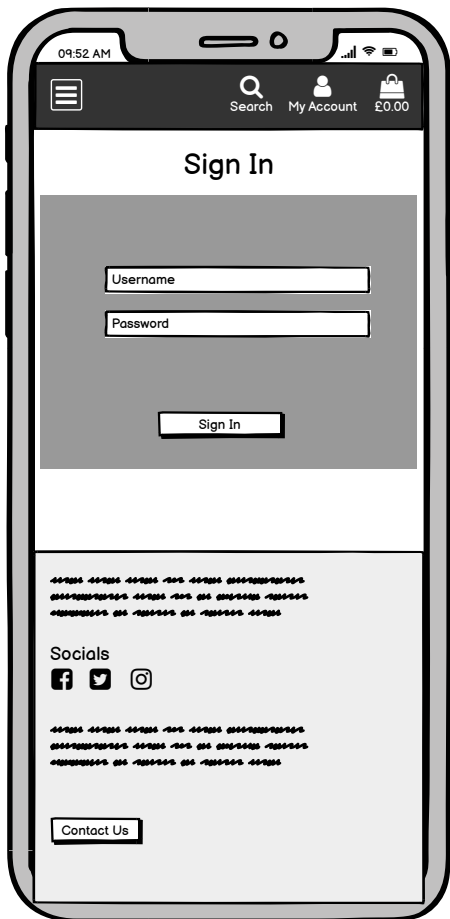 09:52 AM
Search My Account £0.00
Sign In
Username
Password
Sign In
Socials
Contact Us